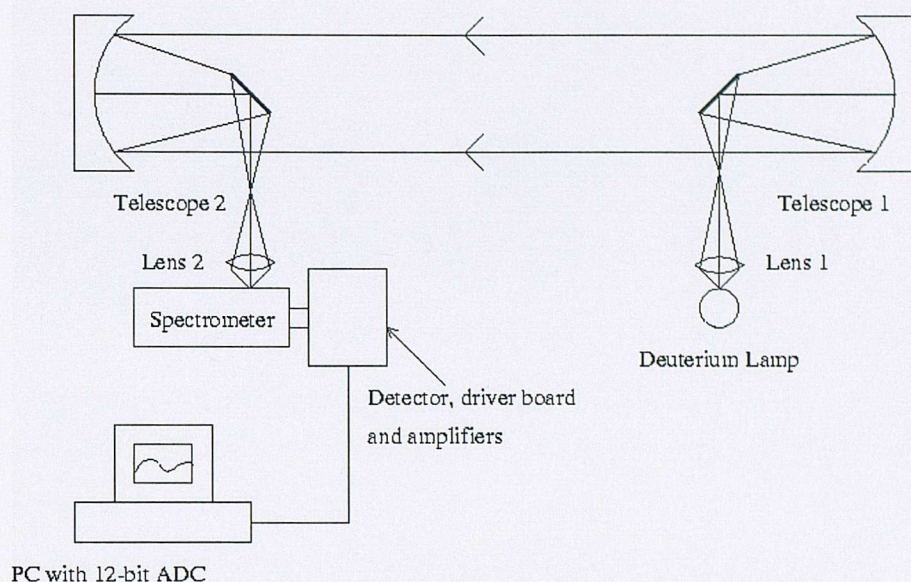 Telescope 2
Telescope 1
Lens 2
Lens 1
Spectrometer
Deuterium Lamp
Detector, driver board
and amplifiers
PC with 12-bit ADC